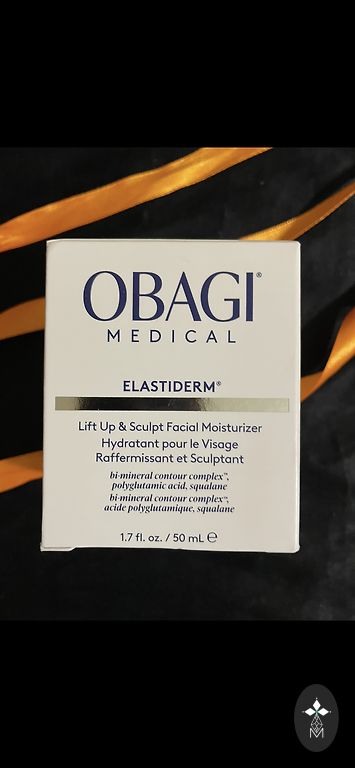 OBAGI®
MEDICAL
ELASTIDERM®
Lift Up & Sculpt Facial Moisturizer
Hydratant pour le Visage
Raffermissant et Sculptant
bi-mineral contour complex™,
polyglutamic acid, squalane
bi-mineral contour complex™,
acide polyglutamique, squalane
1.7 fl. oz. / 50 mL ℮
M